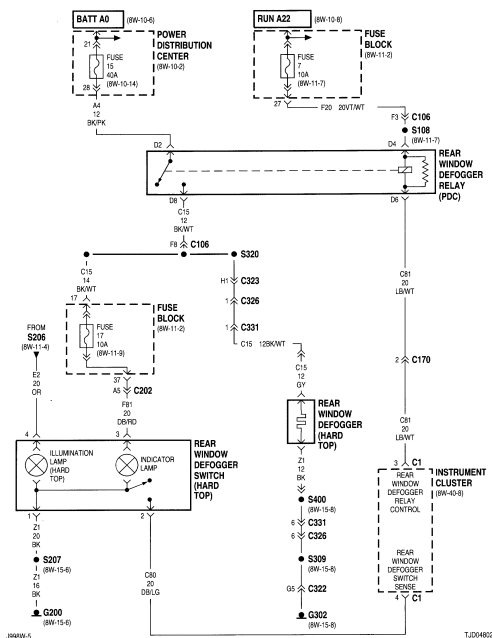 BATT A0 (8W-10-6)
21
FUSE
15
40A
(8W-10-14)
28
POWER
DISTRIBUTION
CENTER
(8W-10-2)
A4
12
BK/PK
RUN A22 (8W-10-8)
FUSE
7
10A
(8W-11-7)
27
FUSE
BLOCK
(8W-11-2)
F20 20VT/WT
F3 C106
S108
(8W-11-7)
D2
D4
REAR
WINDOW
DEFOGGER
RELAY
(PDC)
D8
D6
C15
12
BK/WT
F8 C106
S320
C15
14
BK/WT
17
FUSE
17
10A
(8W-11-9)
FUSE
BLOCK
(8W-11-2)
37
A5 C202
F81
20
DB/RD
H1 C323
1 C326
1 C331
C15 12BK/WT
C81
20
LB/WT
2 C170
FROM
S206
(8W-11-4)
E2
20
OR
C15
12
GY
REAR
WINDOW
DEFOGGER
(HARD
TOP)
Z1
12
BK
C81
20
LB/WT
4
3
ILLUMINATION
LAMP
(HARD
TOP)
INDICATOR
LAMP
REAR
WINDOW
DEFOGGER
SWITCH
(HARD
TOP)
1
2
S400
(8W-15-8)
6 C331
6 C326
S309
(8W-15-8)
G5 C322
G302
(8W-15-8)
3 C1
REAR
WINDOW
DEFOGGER
RELAY
CONTROL
INSTRUMENT
CLUSTER
(8W-40-8)
REAR
WINDOW
DEFOGGER
SWITCH
SENSE
4 C1
Z1
20
BK
S207
(8W-15-6)
Z1
16
BK
G200
(8W-15-6)
C80
20
DB/LG
J998W-5
TJD04602